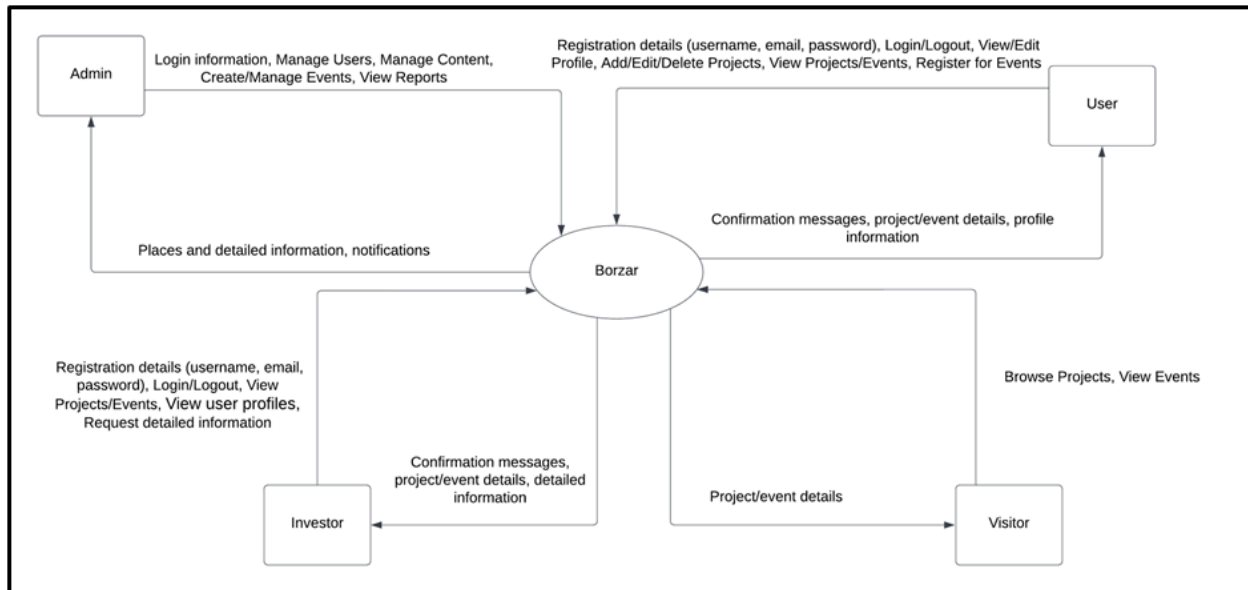 Admin
Login information, Manage Users, Manage Content,
Create/Manage Events, View Reports
Registration details (username, email, password), Login/Logout, View/Edit
Profile, Add/Edit/Delete Projects, View Projects/Events, Register for Events
User
Places and detailed information, notifications
Borzar
Confirmation messages, project/event details, profile
information
Registration details (username, email,
password), Login/Logout, View
Projects/Events, View user profiles,
Request detailed information
Browse Projects, View Events
Confirmation messages,
project/event details, detailed
information
Project/event details
Investor
Visitor